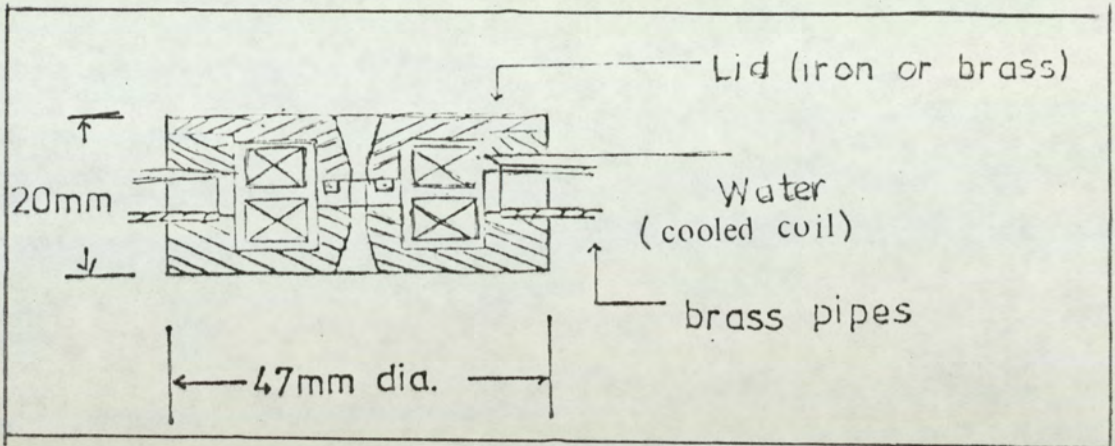 Lid (iron or brass)
20mm
Water
(cooled coil)
brass pipes
47mm dia.